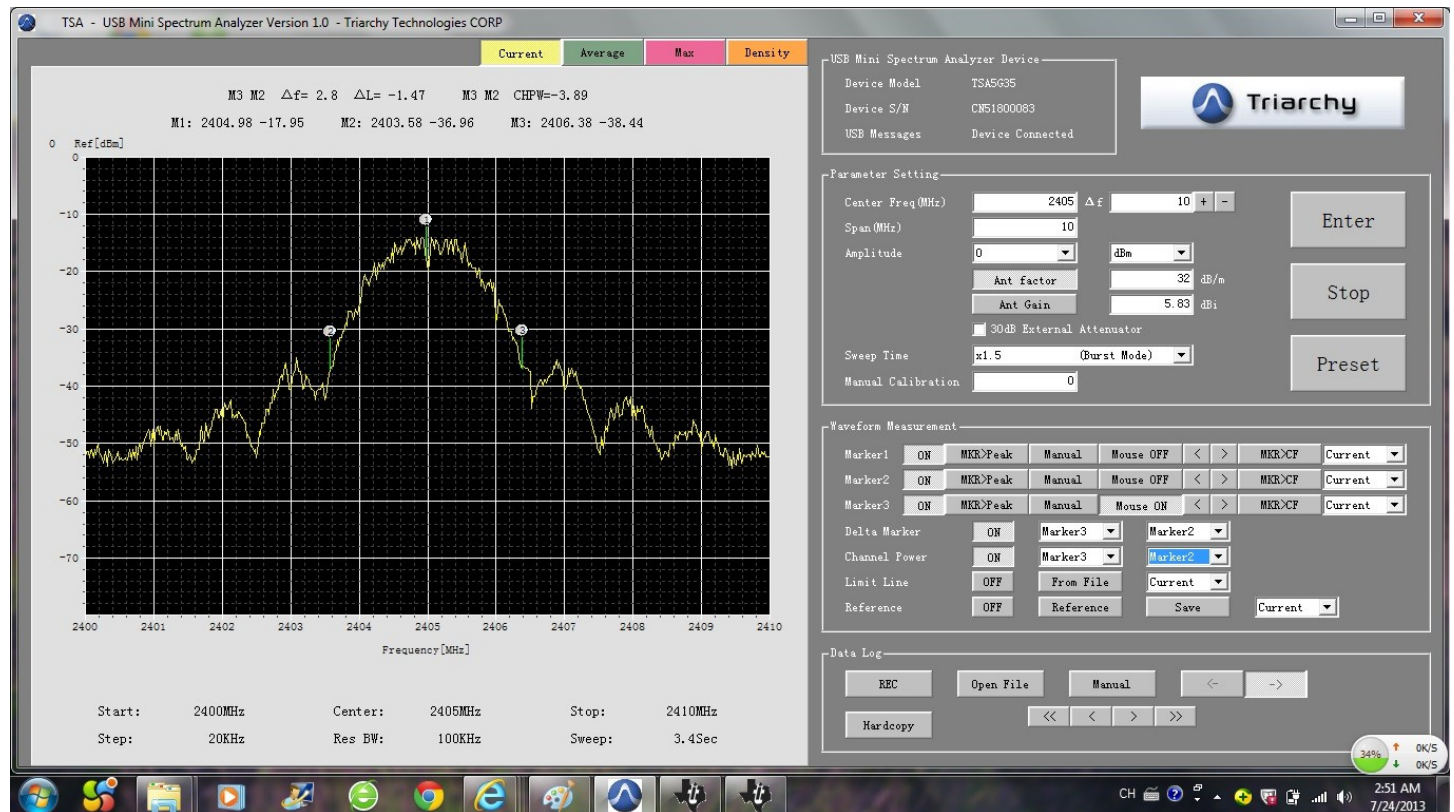 TSA - USB Mini Spectrum Analyzer Version 1.0 - Triarchy Technologies CORP
Current Average Max Density
M3 M2 Δf= 2.8 ΔL= -1.47 M3 M2 CHPW=-3.89
M1: 2404.98 -17.95 M2: 2403.58 -36.96 M3: 2406.38 -38.44
0 Ref[dBm]
0
-10
-20
-30
-40
-50
-60
-70
1
2
3
2400 2401 2402 2403 2404 2405 2406 2407 2408 2409 2410
Frequency[MHz]
Start: 2400MHz Center: 2405MHz Stop: 2410MHz
Step: 20KHz Res BW: 100KHz Sweep: 3.4Sec
USB Mini Spectrum Analyzer Device
Device Model TSA5G35
Device S/N CN51800083
USB Messages Device Connected
Triarchy
Parameter Setting
Center Freq(MHz) 2405 Δf 10 + -
Span(MHz) 10
Amplitude 0 dBm
Ant factor 32 dB/m
Ant Gain 5.83 dBi
30dB External Attenuator
Sweep Time x1.5 (Burst Mode)
Manual Calibration 0
Enter
Stop
Preset
Waveform Measurement
Marker1 ON MKR>Peak Manual Mouse OFF < > MKR>CF Current
Marker2 ON MKR>Peak Manual Mouse OFF < > MKR>CF Current
Marker3 ON MKR>Peak Manual Mouse ON < > MKR>CF Current
Delta Marker ON Marker3 Marker2
Channel Power ON Marker3 Marker2
Limit Line OFF From File Current
Reference OFF Reference Save Current
Data Log
REC Open File Manual <- ->
Hardcopy << < > >>
34% 0K/S
0K/S
CH 2:51 AM
7/24/2013